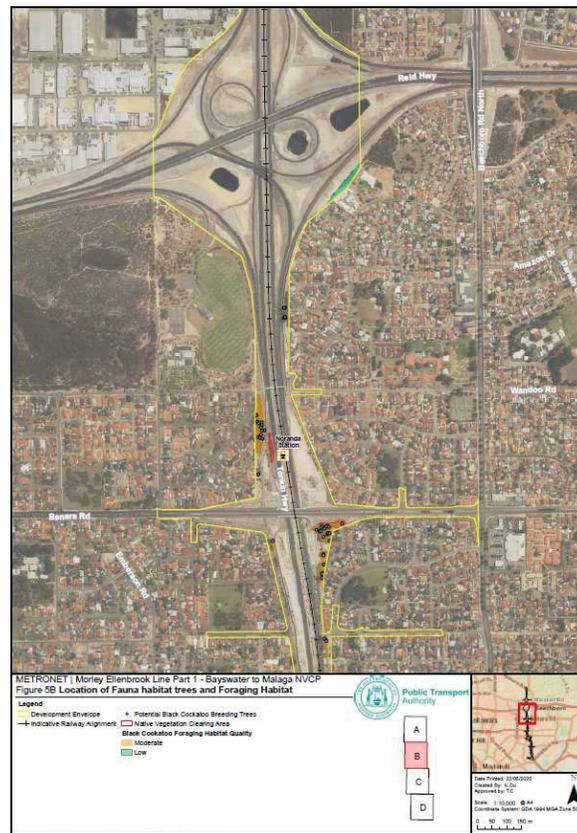 Reid Hwy
Beechboro Rd North
Amazon Dr
Wandoo Rd
Noranda
Station
Tonkin Hwy
Benara Rd
METRONET | Morley Ellenbrook Line Part 1 - Bayswater to Malaga NVCP
Figure 5B Location of Fauna habitat trees and Foraging Habitat
Legend
Development Envelope
Indicative Railway Alignment
Potential Black Cockatoo Breeding Trees
Native Vegetation Clearing Area
Black Cockatoo Foraging Habitat Quality
Moderate
Low
Public Transport
Authority
A
B
C
D
Date Printed: 22/05/2020
Created By: K.Du
Approved by: T.C
Scale: 1:10,000 @ A4
Coordinate System: GDA 1994 MGA Zone 50
0 50 100 150 m